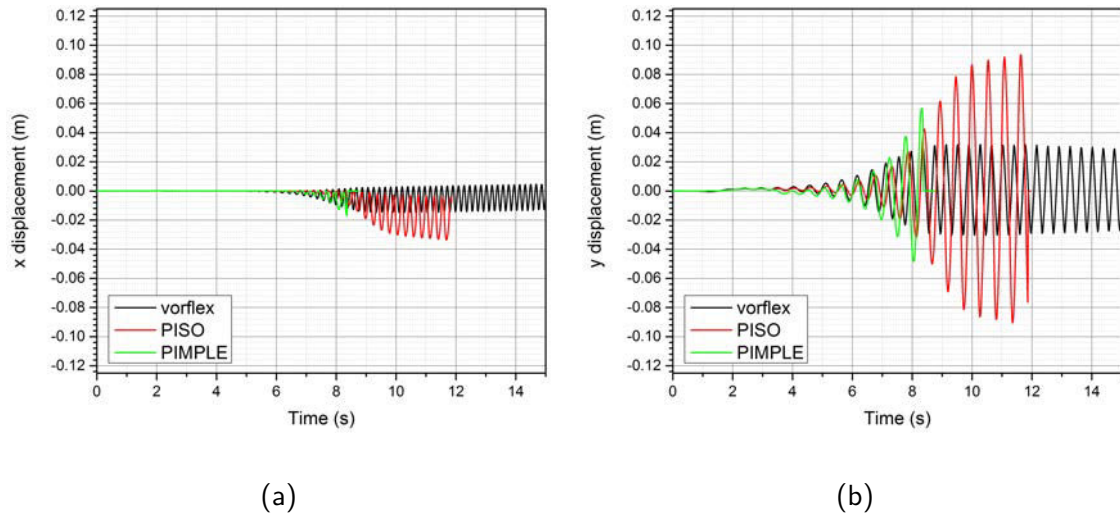 0.12
0.10
0.08
0.06
0.04
0.02
0.00
-0.02
-0.04
-0.06
-0.08
-0.10
-0.12
x displacement (m)
vorflex
PISO
PIMPLE
0 2 4 6 8 10 12 14
Time (s)
(a)
0.12
0.10
0.08
0.06
0.04
0.02
0.00
-0.02
-0.04
-0.06
-0.08
-0.10
-0.12
y displacement (m)
vorflex
PISO
PIMPLE
0 2 4 6 8 10 12 14
Time (s)
(b)